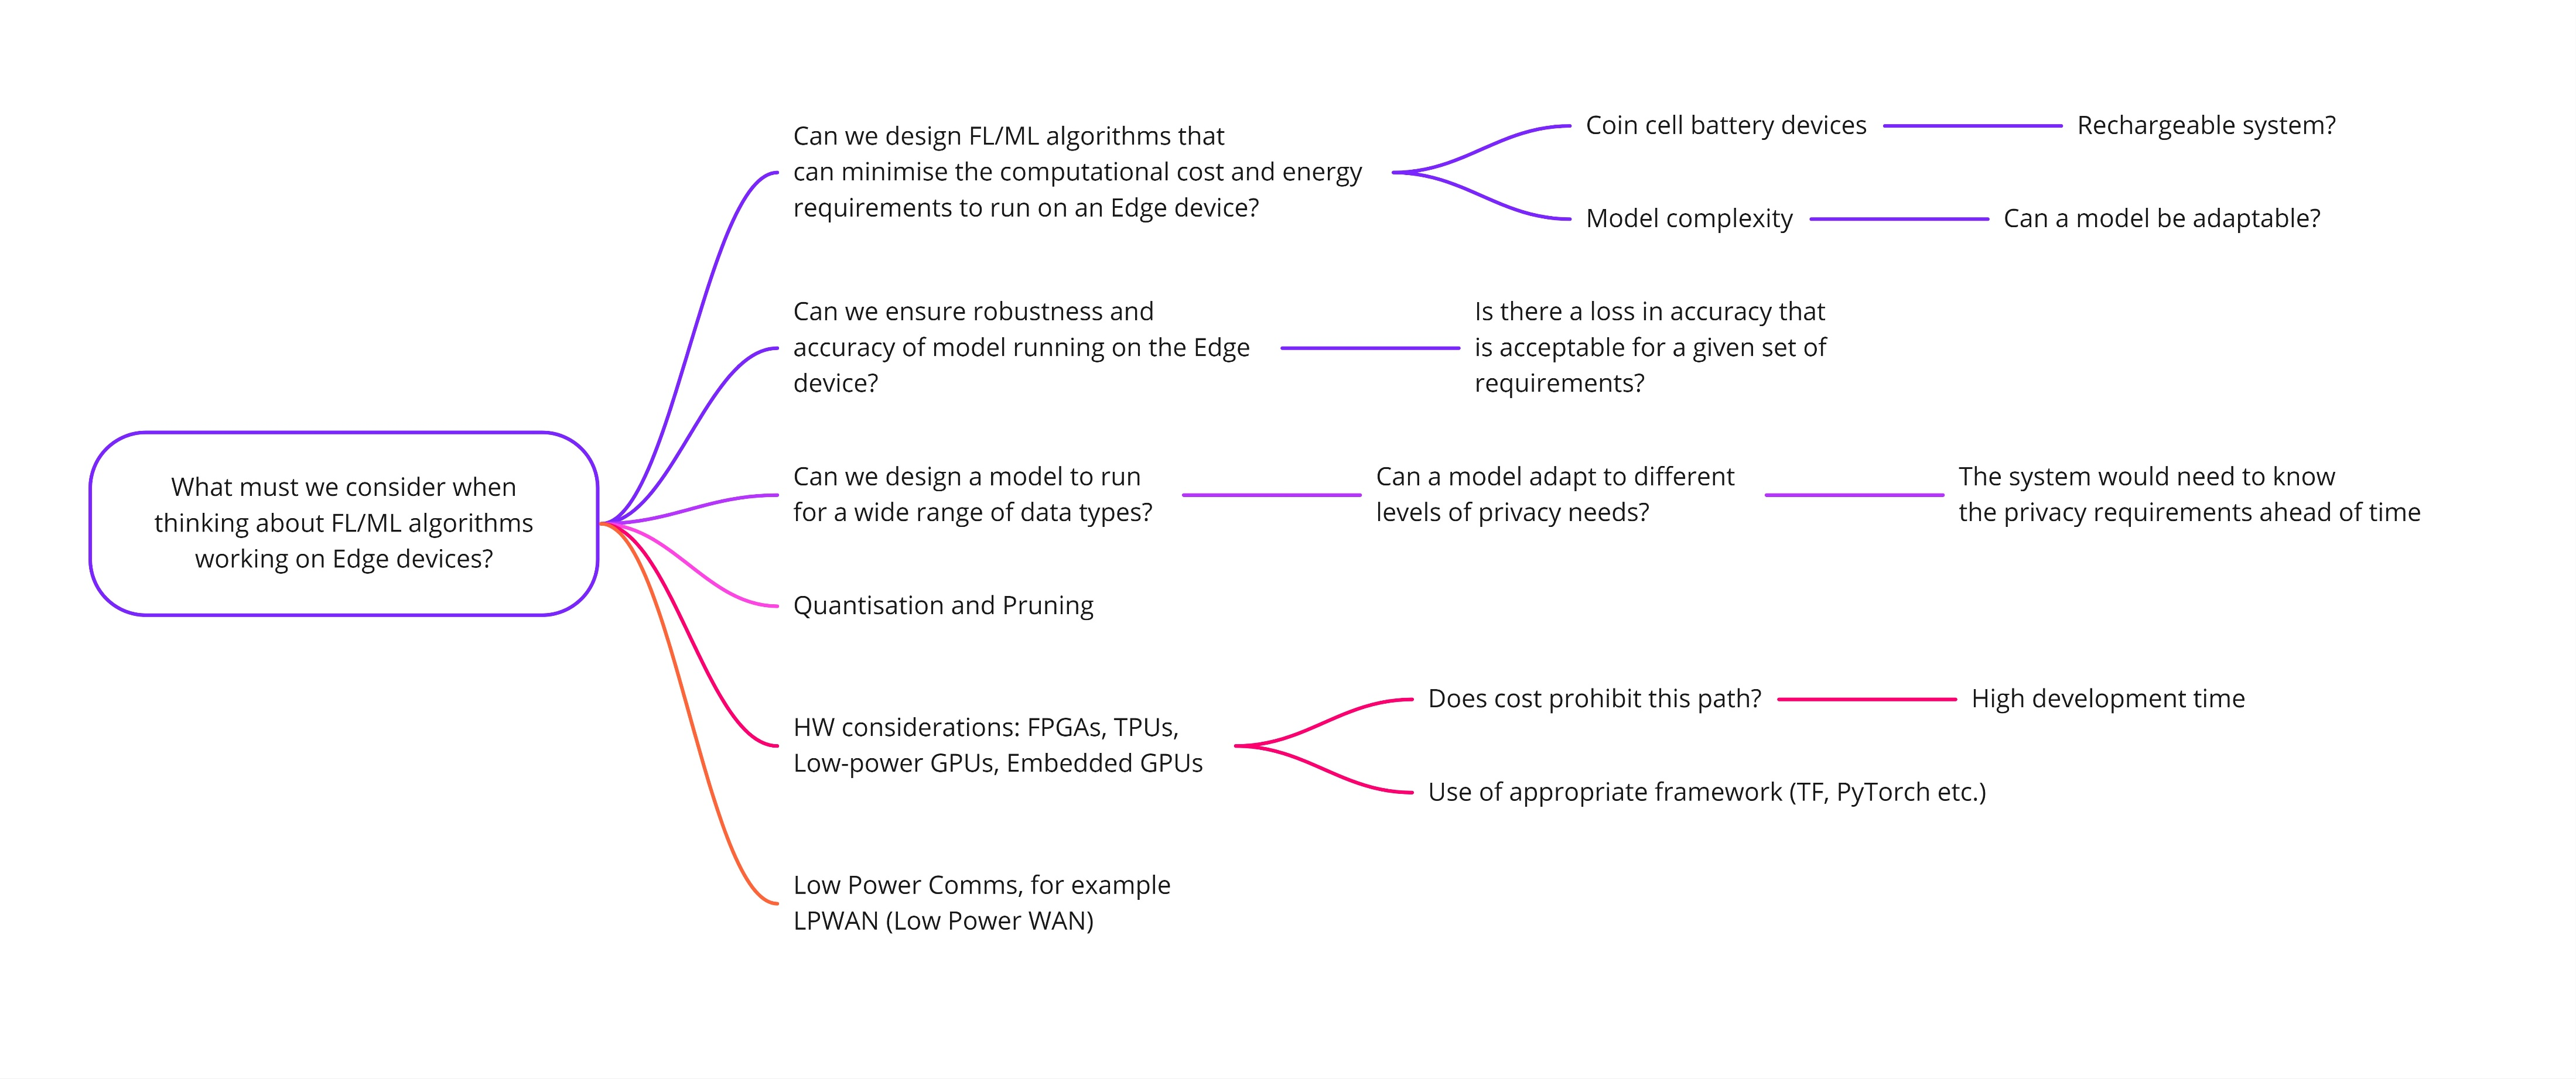 What must we consider when
thinking about FL/ML algorithms
working on Edge devices?
Can we design FL/ML algorithms that
can minimise the computational cost and energy
requirements to run on an Edge device?
Coin cell battery devices
Rechargeable system?
Model complexity
Can a model be adaptable?
Can we ensure robustness and
accuracy of model running on the Edge
device?
Is there a loss in accuracy that
is acceptable for a given set of
requirements?
Can we design a model to run
for a wide range of data types?
Can a model adapt to different
levels of privacy needs?
The system would need to know
the privacy requirements ahead of time
Quantisation and Pruning
HW considerations: FPGAs, TPUs,
Low-power GPUs, Embedded GPUs
Does cost prohibit this path?
High development time
Use of appropriate framework (TF, PyTorch etc.)
Low Power Comms, for example
LPWAN (Low Power WAN)